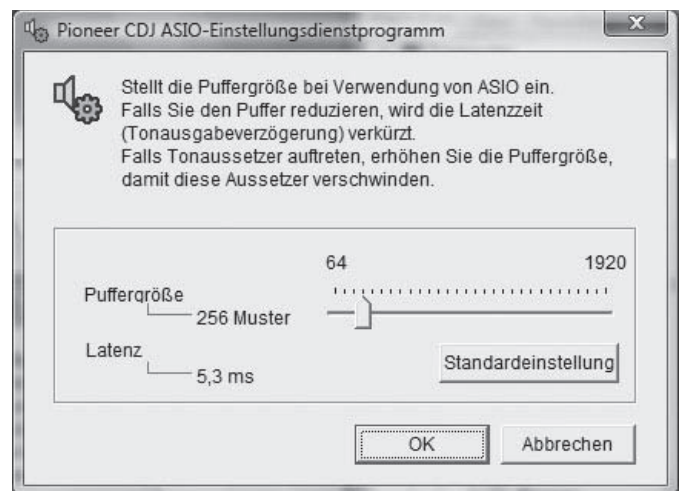 Pioneer CDJ ASIO-Einstellungsdienstprogramm
Stellt die Puffergröße bei Verwendung von ASIO ein.
Falls Sie den Puffer reduzieren, wird die Latenzzeit
(Tonausgabeverzögerung) verkürzt.
Falls Tonaussetzer auftreten, erhöhen Sie die Puffergröße,
damit diese Aussetzer verschwinden.
64 1920
Puffergröße
256 Muster
Latenz
5,3 ms
Standardeinstellung
OK Abbrechen